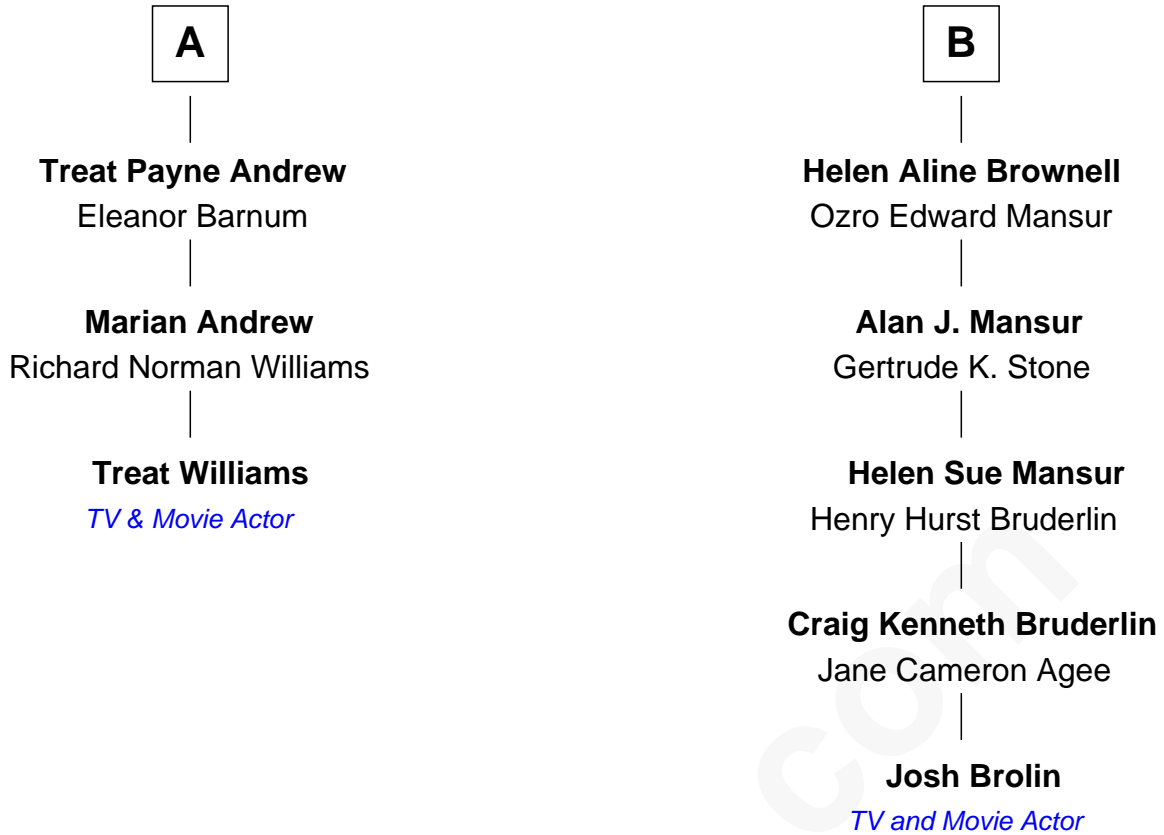 A
Treat Payne Andrew
Eleanor Barnum
Marian Andrew
Richard Norman Williams
Treat Williams
TV & Movie Actor
B
Helen Aline Brownell
Ozro Edward Mansur
Alan J. Mansur
Gertrude K. Stone
Helen Sue Mansur
Henry Hurst Bruderlin
Craig Kenneth Bruderlin
Jane Cameron Agee
Josh Brolin
TV and Movie Actor
com